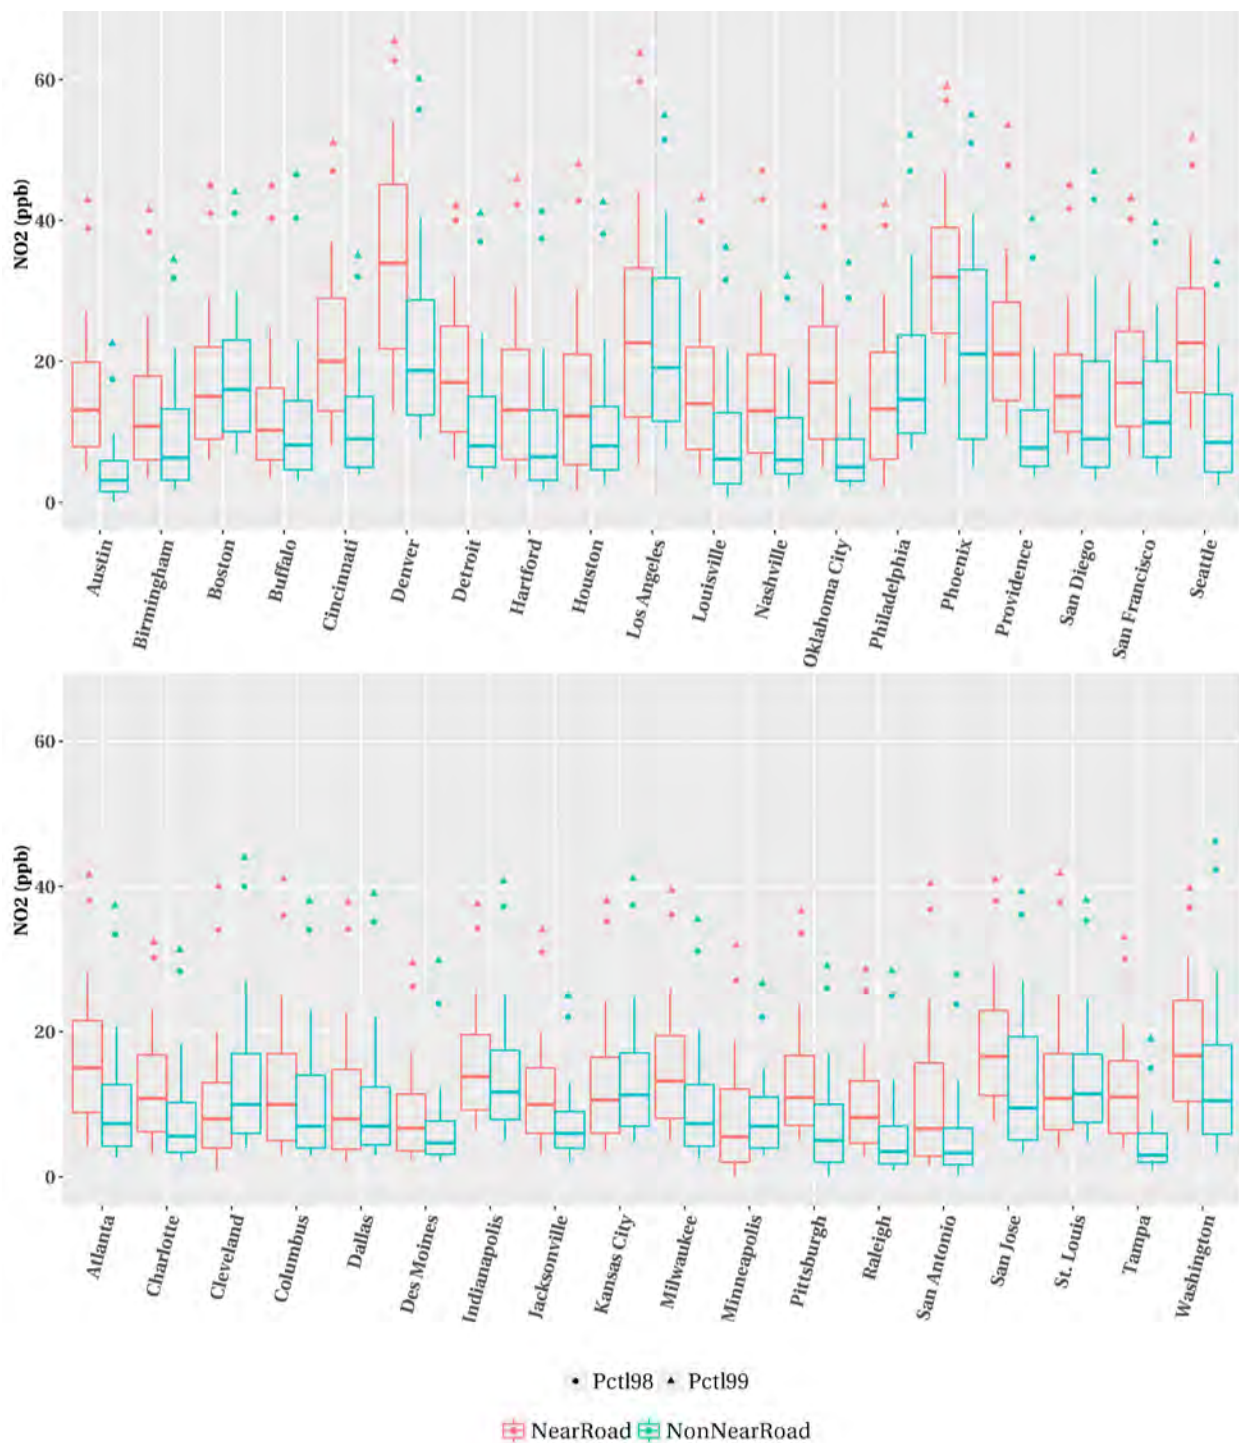 NO2 (ppb)
60
40
20
0
Austin
Birmingham
Boston
Buffalo
Cincinnati
Denver
Detroit
Hartford
Houston
Los Angeles
Louisville
Nashville
Oklahoma City
Philadelphia
Phoenix
Providence
San Diego
San Francisco
Seattle
NO2 (ppb)
60
40
20
0
Atlanta
Charlotte
Cleveland
Columbus
Dallas
Des Moines
Indianapolis
Jacksonville
Kansas City
Milwaukee
Minneapolis
Pittsburgh
Raleigh
San Antonio
San Jose
St. Louis
Tampa
Washington
Pctl98 Pctl99
NearRoad NonNearRoad